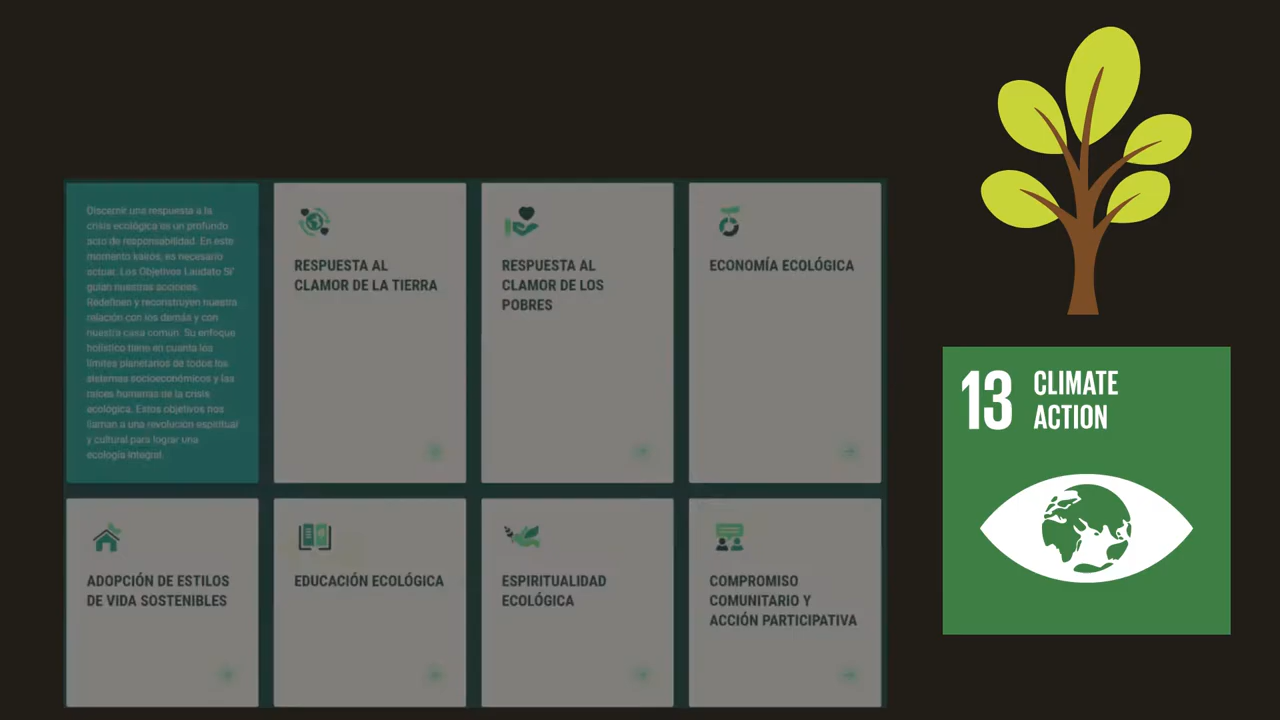 Discernir una respuesta a la
crisis ecológica es un profundo
acto de responsabilidad. En este
momento kairos, es necesario
actuar. Los Objetivos Laudato Si'
guían nuestras acciones.
Redefinen y reconstruyen nuestra
relación con los demás y con
nuestra casa común. Su enfoque
holístico tiene en cuenta los
límites planetarios de todos los
sistemas socioeconómicos y las
raíces humanas de la crisis
ecológica. Estos objetivos nos
llaman a una revolución espiritual
y cultural para lograr una
ecología integral.
RESPUESTA AL
CLAMOR DE LA TIERRA
RESPUESTA AL
CLAMOR DE LOS
POBRES
ECONOMÍA ECOLÓGICA
ADOPCIÓN DE ESTILOS
DE VIDA SOSTENIBLES
EDUCACIÓN ECOLÓGICA
ESPIRITUALIDAD
ECOLÓGICA
COMPROMISO
COMUNITARIO Y
ACCIÓN PARTICIPATIVA
13 CLIMATE
ACTION